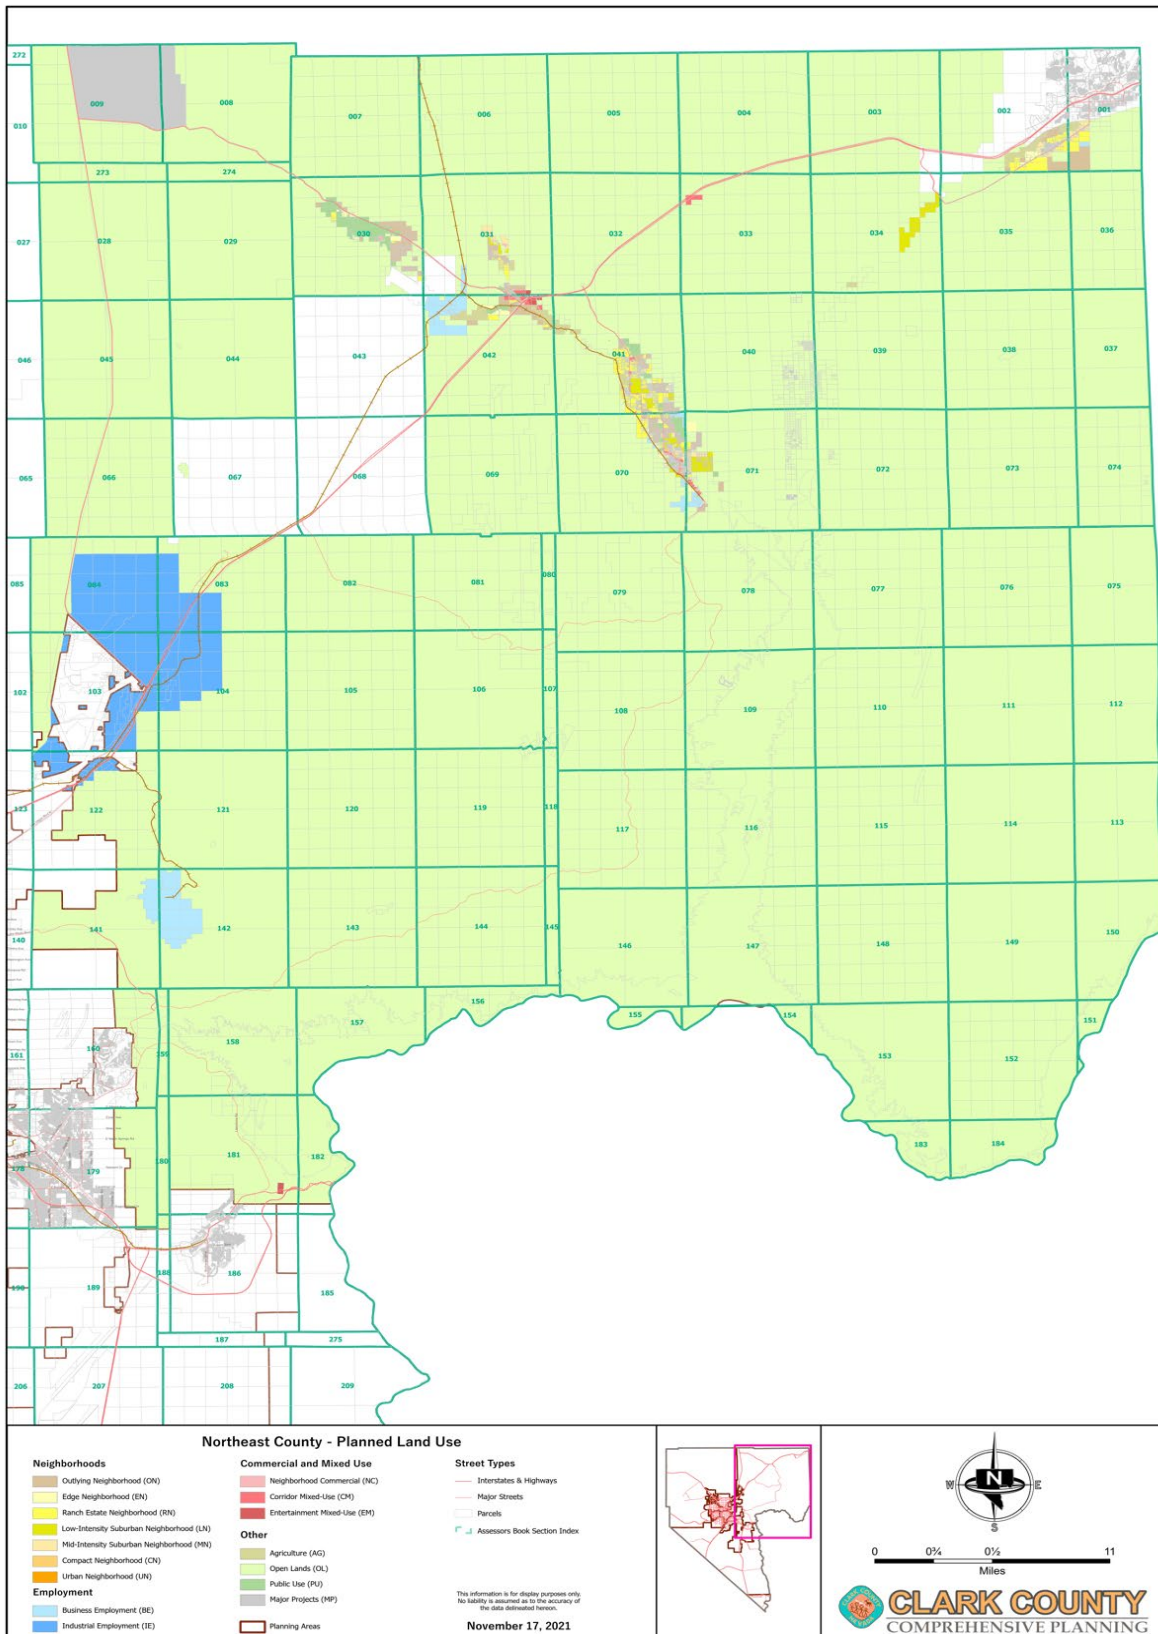 272
009
008
007
006
005
004
003
002
001
010
273
274
027
028
029
030
031
032
033
034
035
036
046
045
044
043
042
041
040
039
038
037
065
066
067
068
069
070
071
072
073
074
085
084
083
082
081
080
079
078
077
076
075
102
103
104
105
106
107
108
109
110
111
112
123
122
121
120
119
118
117
116
115
114
113
140
141
142
143
144
145
146
147
148
149
150
161
160
159
158
157
156
155
154
153
152
151
178
179
180
181
182
183
184
190
189
188
186
185
187
275
206
207
208
209
Northeast County - Planned Land Use
Neighborhoods
Outlying Neighborhood (ON)
Edge Neighborhood (EN)
Ranch Estate Neighborhood (RN)
Low-Intensity Suburban Neighborhood (LN)
Mid-Intensity Suburban Neighborhood (MN)
Compact Neighborhood (CN)
Urban Neighborhood (UN)
Employment
Business Employment (BE)
Industrial Employment (IE)
Commercial and Mixed Use
Neighborhood Commercial (NC)
Corridor Mixed-Use (CM)
Entertainment Mixed-Use (EM)
Other
Agriculture (AG)
Open Lands (OL)
Public Use (PU)
Major Projects (MP)
Planning Areas
Street Types
Interstates & Highways
Major Streets
Parcels
Assessors Book Section Index
This information is for display purposes only.
No liability is assumed as to the accuracy of
the data delineated hereon.
November 17, 2021
N
W
E
S
0 0¾ 0½ 11
Miles
CLARK COUNTY
COMPREHENSIVE PLANNING